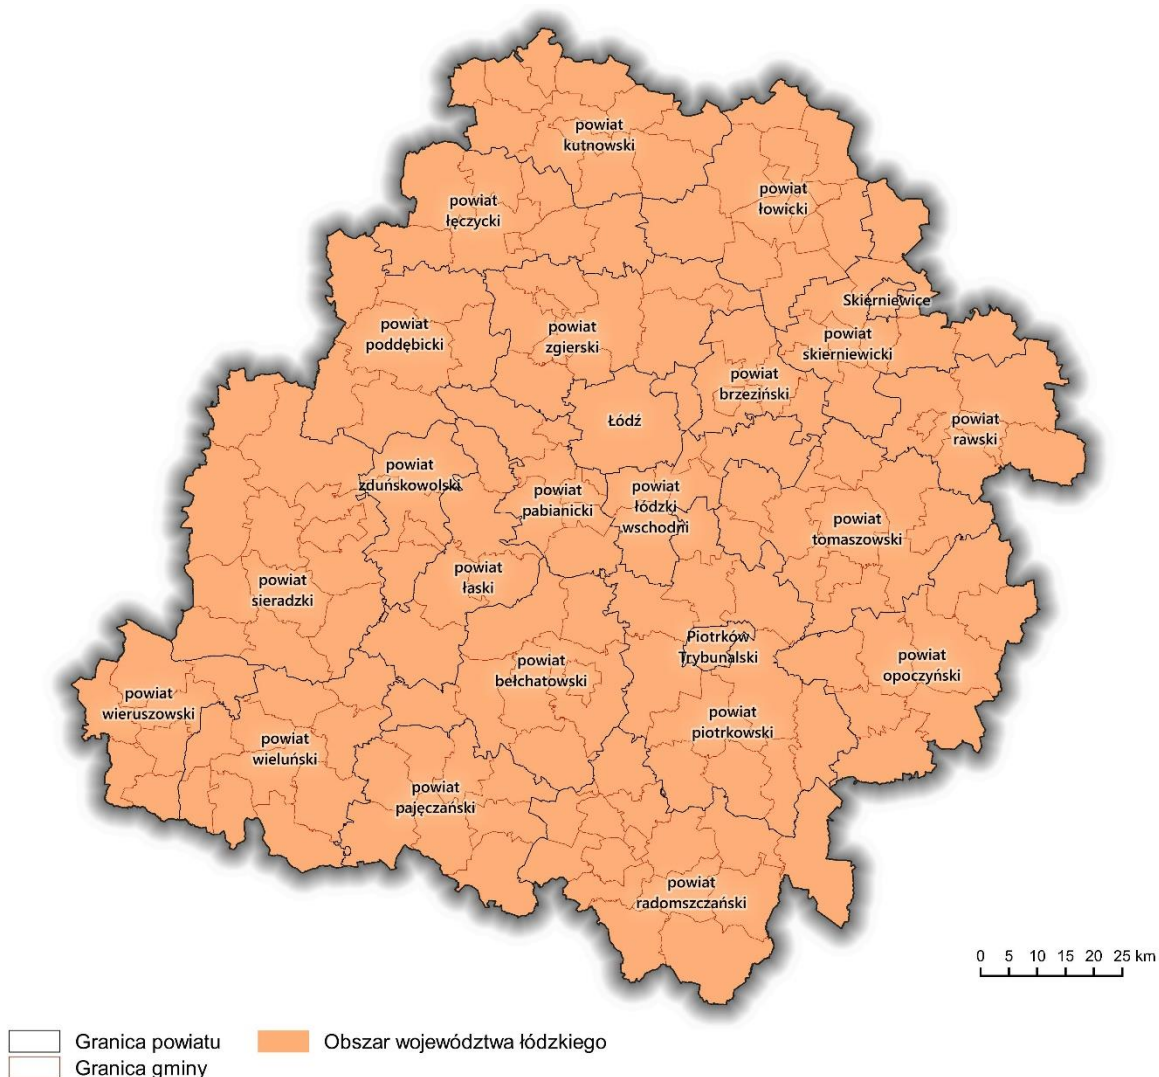 powiat
kutnowski
powiat
łęczycki
powiat
łowicki
Skierniewice
powiat
poddębicki
powiat
zgierski
powiat
skierniewicki
powiat
brzeziński
Łódź
powiat
rawski
powiat
zduńskowolski
powiat
pabianicki
powiat
łódzki
wschodni
powiat
tomaszowski
powiat
sieradzki
powiat
łaski
Piotrków
Trybunalski
powiat
bełchatowski
powiat
opoczyński
powiat
wieruszowski
powiat
wieluński
powiat
piotrkowski
powiat
pajęczański
powiat
radomszczański
0 5 10 15 20 25 km
Granica powiatu
Obszar województwa łódzkiego
Granica gminy